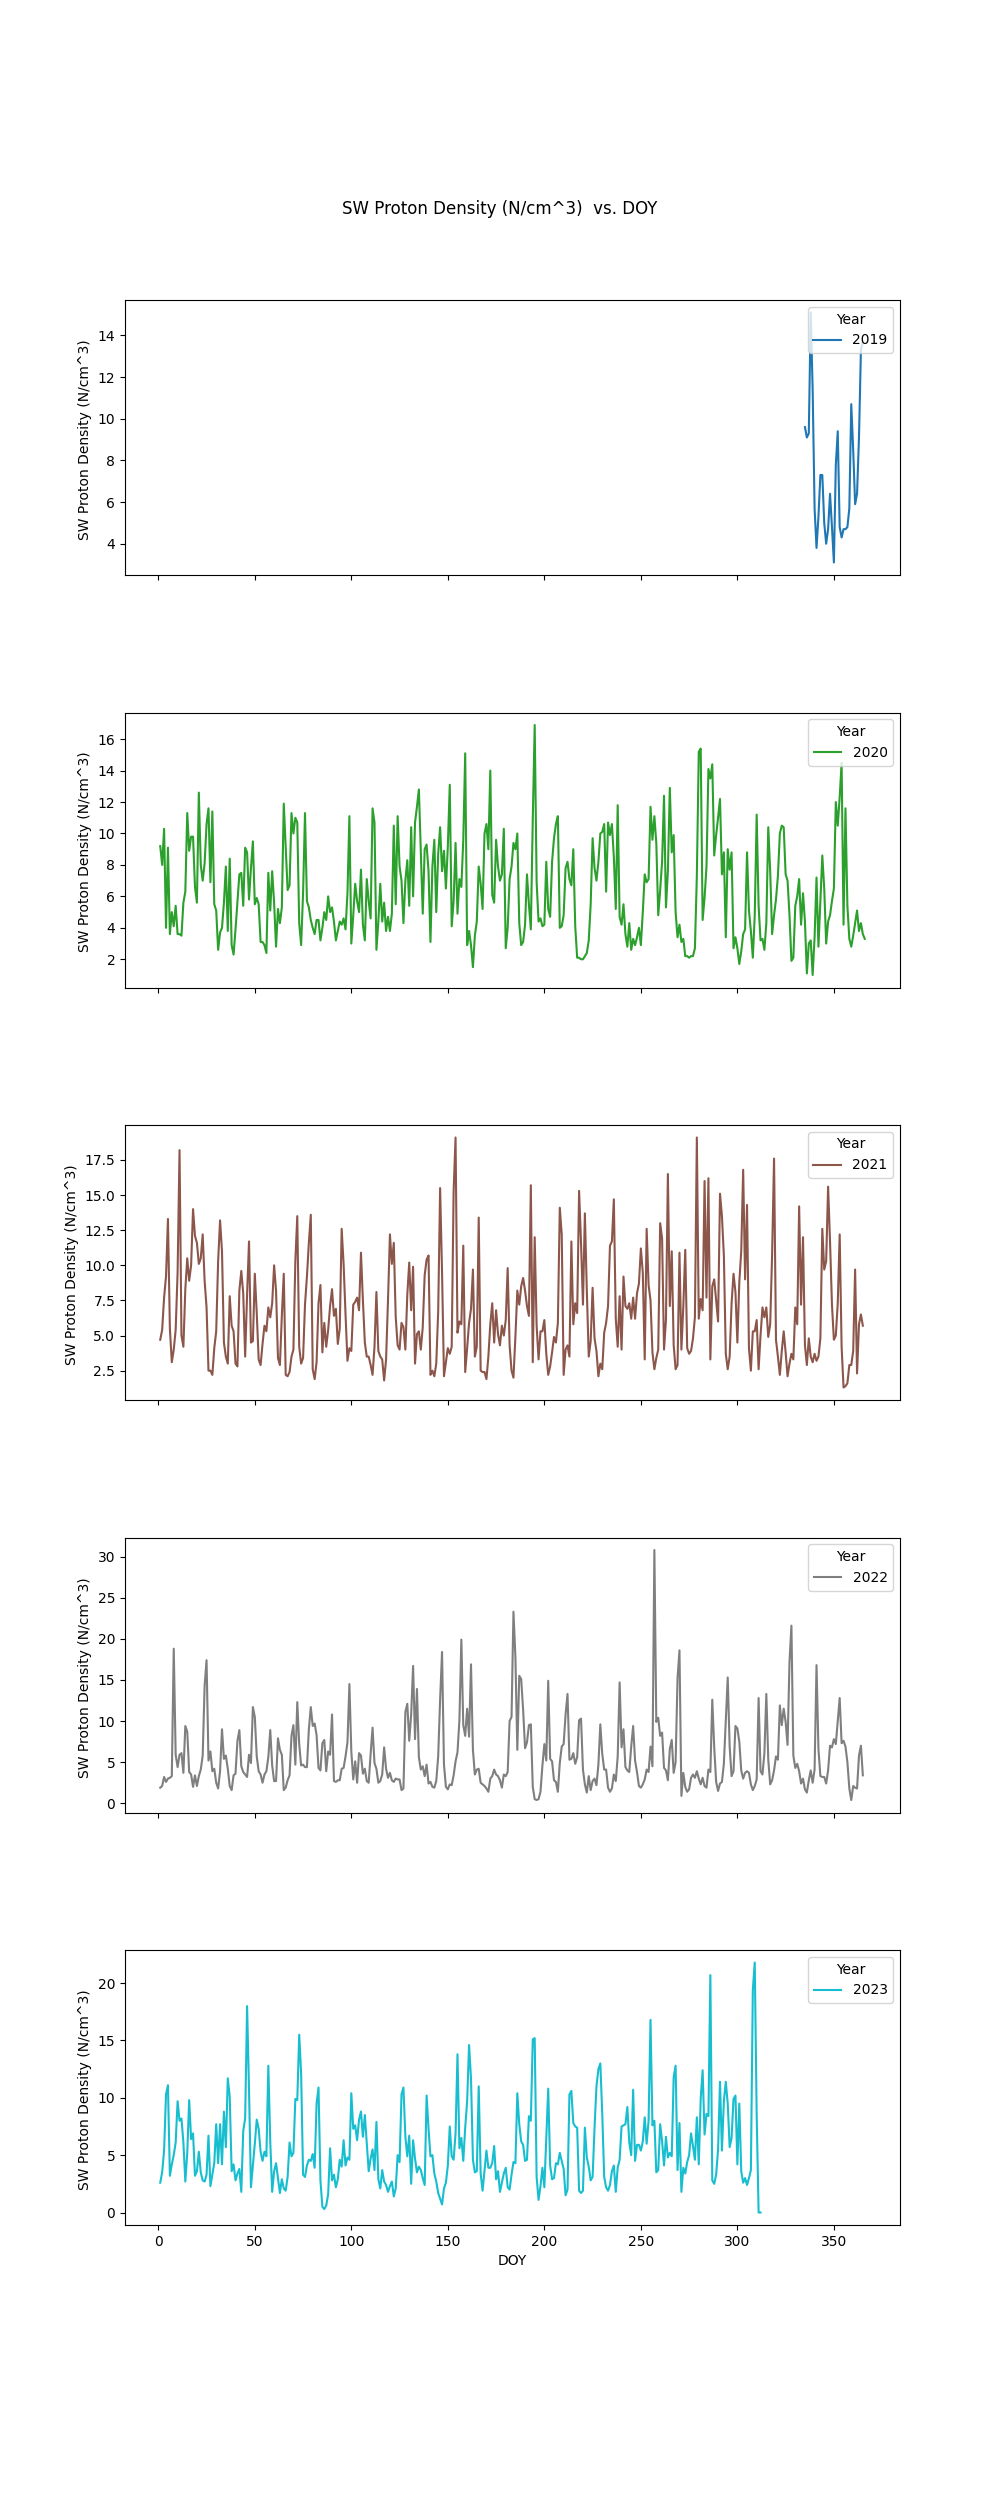 SW Proton Density (N/cm^3)  vs. DOY
Year
2019
SW Proton Density (N/cm^3)
14
12
10
8
6
4
Year
2020
SW Proton Density (N/cm^3)
16
14
12
10
8
6
4
2
Year
2021
SW Proton Density (N/cm^3)
17.5
15.0
12.5
10.0
7.5
5.0
2.5
Year
2022
SW Proton Density (N/cm^3)
30
25
20
15
10
5
0
Year
2023
SW Proton Density (N/cm^3)
20
15
10
5
0
0 50 100 150 200 250 300 350
DOY